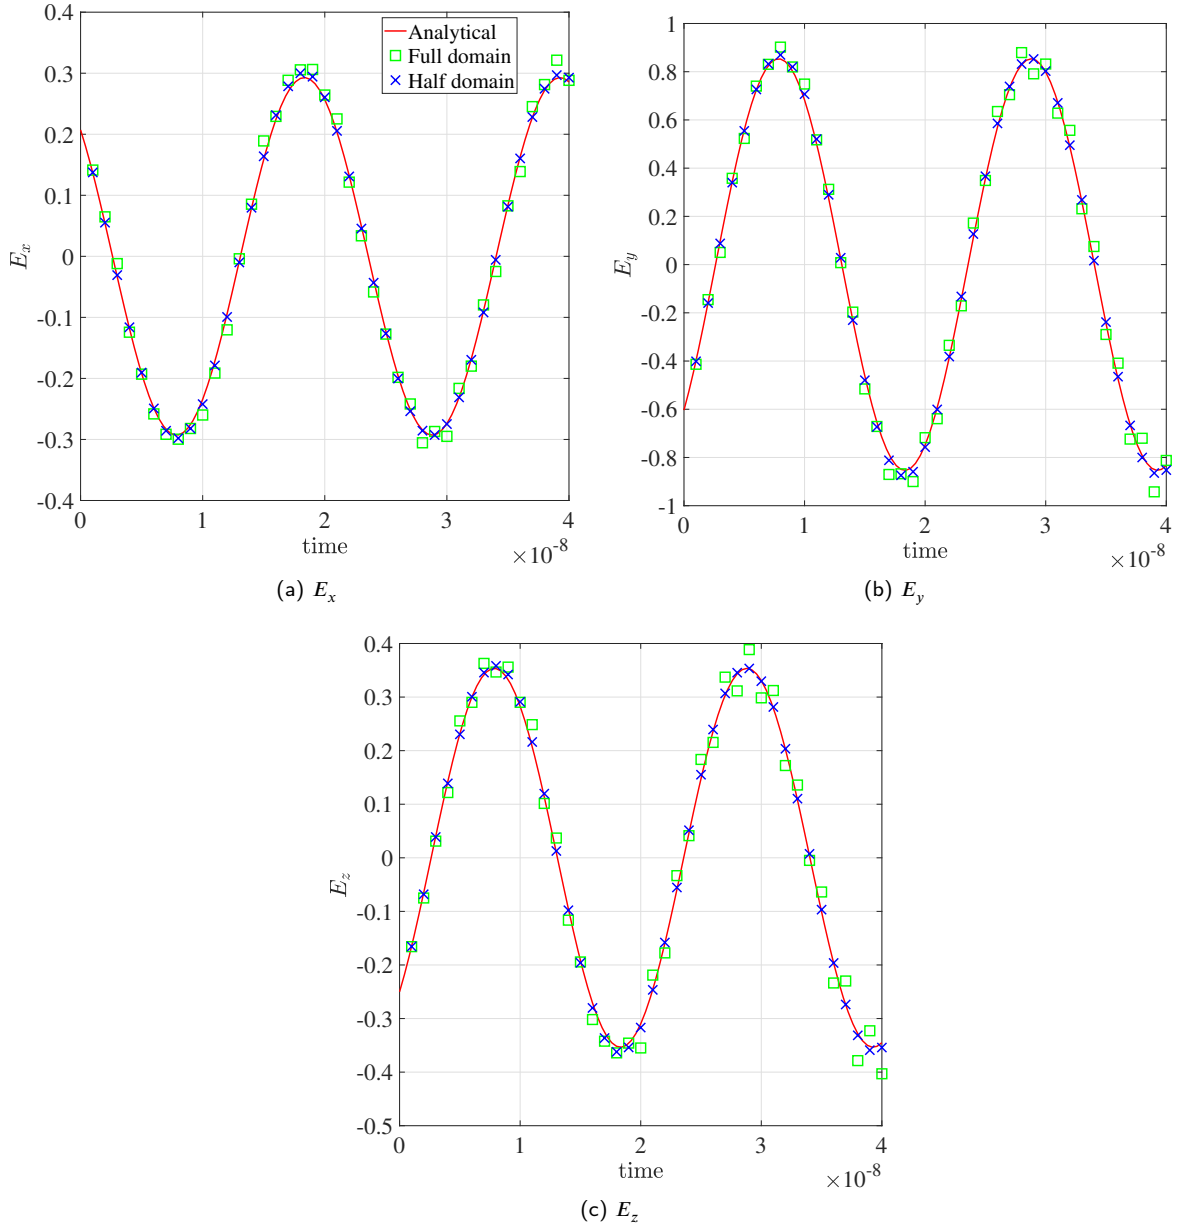 0.4
0.3
0.2
0.1
0
-0.1
-0.2
-0.3
-0.4
E_x
Analytical
Full domain
Half domain
0 1 2 3 4
time
×10^-8
(a) E_x
1
0.8
0.6
0.4
0.2
0
-0.2
-0.4
-0.6
-0.8
-1
E_y
0 1 2 3 4
time
×10^-8
(b) E_y
0.4
0.3
0.2
0.1
0
-0.1
-0.2
-0.3
-0.4
-0.5
E_z
0 1 2 3 4
time
×10^-8
(c) E_z